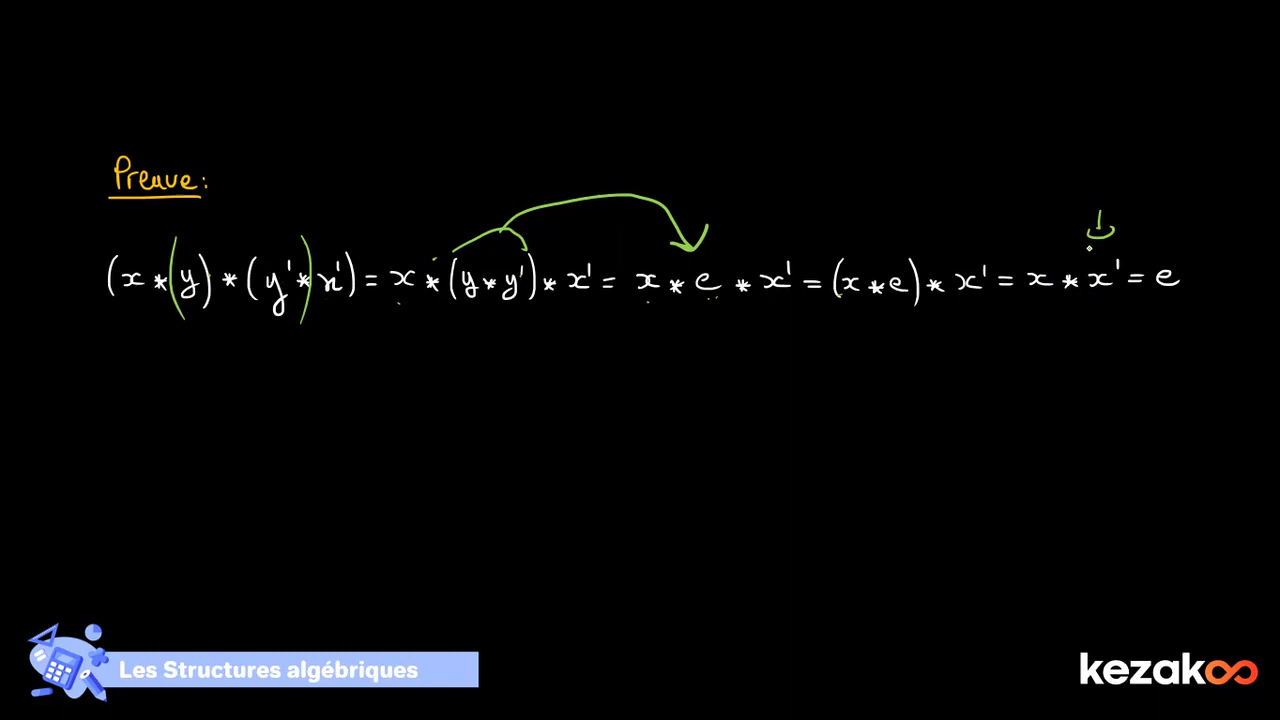 Preuve :
(x * (y) * (y' * x') = x * (y * y') * x' = x * e * x' = (x * e) * x' = x * x' = e
Les Structures algébriques
kezakoo